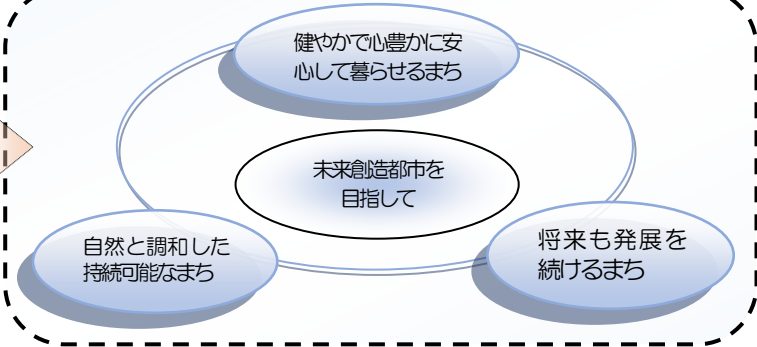 健やかで心豊かに安
心して暮らせるまち
未来創造都市を
目指して
自然と調和した
持続可能なまち
将来も発展を
続けるまち